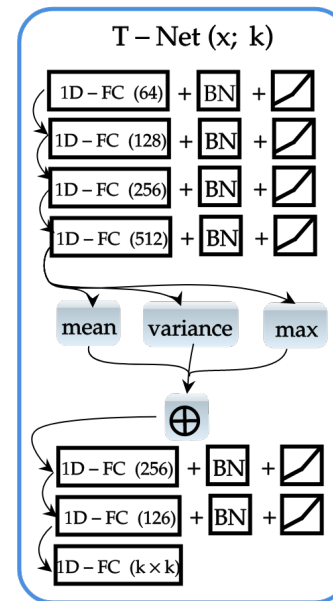 T – Net (x; k)
1D – FC (64) + BN +
1D – FC (128) + BN +
1D – FC (256) + BN +
1D – FC (512) + BN +
mean variance max
⊕
1D – FC (256) + BN +
1D – FC (126) + BN +
1D – FC (k × k)